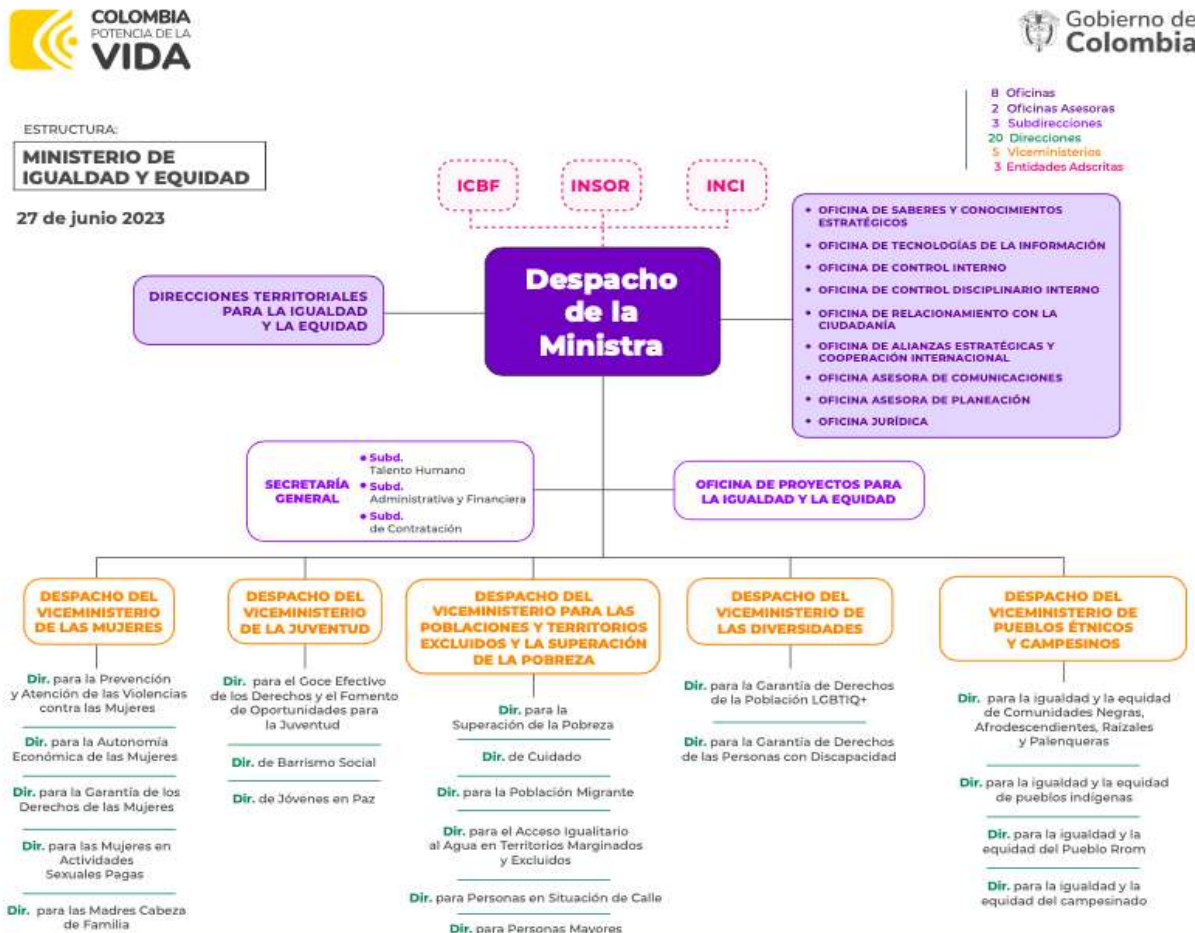 COLOMBIA
POTENCIA DE LA
VIDA
Gobierno de
Colombia
8 Oficinas
2 Oficinas Asesoras
3 Subdirecciones
20 Direcciones
5 Viceministerios
3 Entidades Adscritas
ESTRUCTURA:
MINISTERIO DE
IGUALDAD Y EQUIDAD
27 de junio 2023
ICBF
INSOR
INCI
DIRECCIONES TERRITORIALES
PARA LA IGUALDAD
Y LA EQUIDAD
Despacho
de la
Ministra
• OFICINA DE SABERES Y CONOCIMIENTOS
ESTRATÉGICOS
• OFICINA DE TECNOLOGÍAS DE LA INFORMACIÓN
• OFICINA DE CONTROL INTERNO
• OFICINA DE CONTROL DISCIPLINARIO INTERNO
• OFICINA DE RELACIONAMIENTO CON LA
CIUDADANÍA
• OFICINA DE ALIANZAS ESTRATÉGICAS Y
COOPERACIÓN INTERNACIONAL
• OFICINA ASESORA DE COMUNICACIONES
• OFICINA ASESORA DE PLANEACIÓN
• OFICINA JURÍDICA
SECRETARÍA
GENERAL
• Subd.
Talento Humano
• Subd.
Administrativa y Financiera
• Subd.
de Contratación
OFICINA DE PROYECTOS PARA
LA IGUALDAD Y LA EQUIDAD
DESPACHO DEL
VICEMINISTERIO
DE LAS MUJERES
Dir. para la Prevención
y Atención de las Violencias
contra las Mujeres
Dir. para la Autonomía
Económica de las Mujeres
Dir. para la Garantía de los
Derechos de las Mujeres
Dir. para las Mujeres en
Actividades
Sexuales Pagas
Dir. para las Madres Cabeza
de Familia
DESPACHO DEL
VICEMINISTERIO
DE LA JUVENTUD
Dir. para el Goce Efectivo
de los Derechos y el Fomento
de Oportunidades para
la Juventud
Dir. de Barrismo Social
Dir. de Jóvenes en Paz
DESPACHO DEL
VICEMINISTERIO PARA LAS
POBLACIONES Y TERRITORIOS
EXCLUIDOS Y LA SUPERACIÓN
DE LA POBREZA
Dir. para la
Superación de la Pobreza
Dir. de Cuidado
Dir. para la Población Migrante
Dir. para el Acceso Igualitario
al Agua en Territorios Marginados
y Excluidos
Dir. para Personas en Situación de Calle
Dir. para Personas Mayores
DESPACHO DEL
VICEMINISTERIO DE
LAS DIVERSIDADES
Dir. para la Garantía de Derechos
de la Población LGBTIQ+
Dir. para la Garantía de Derechos
de las Personas con Discapacidad
DESPACHO DEL
VICEMINISTERIO DE
PUEBLOS ÉTNICOS
Y CAMPESINOS
Dir. para la igualdad y la equidad
de Comunidades Negras,
Afrodescendientes, Raizales
y Palenqueras
Dir. para la igualdad y la equidad
de pueblos indígenas
Dir. para la igualdad y la
equidad del Pueblo Rrom
Dir. para la igualdad y la
equidad del campesinado